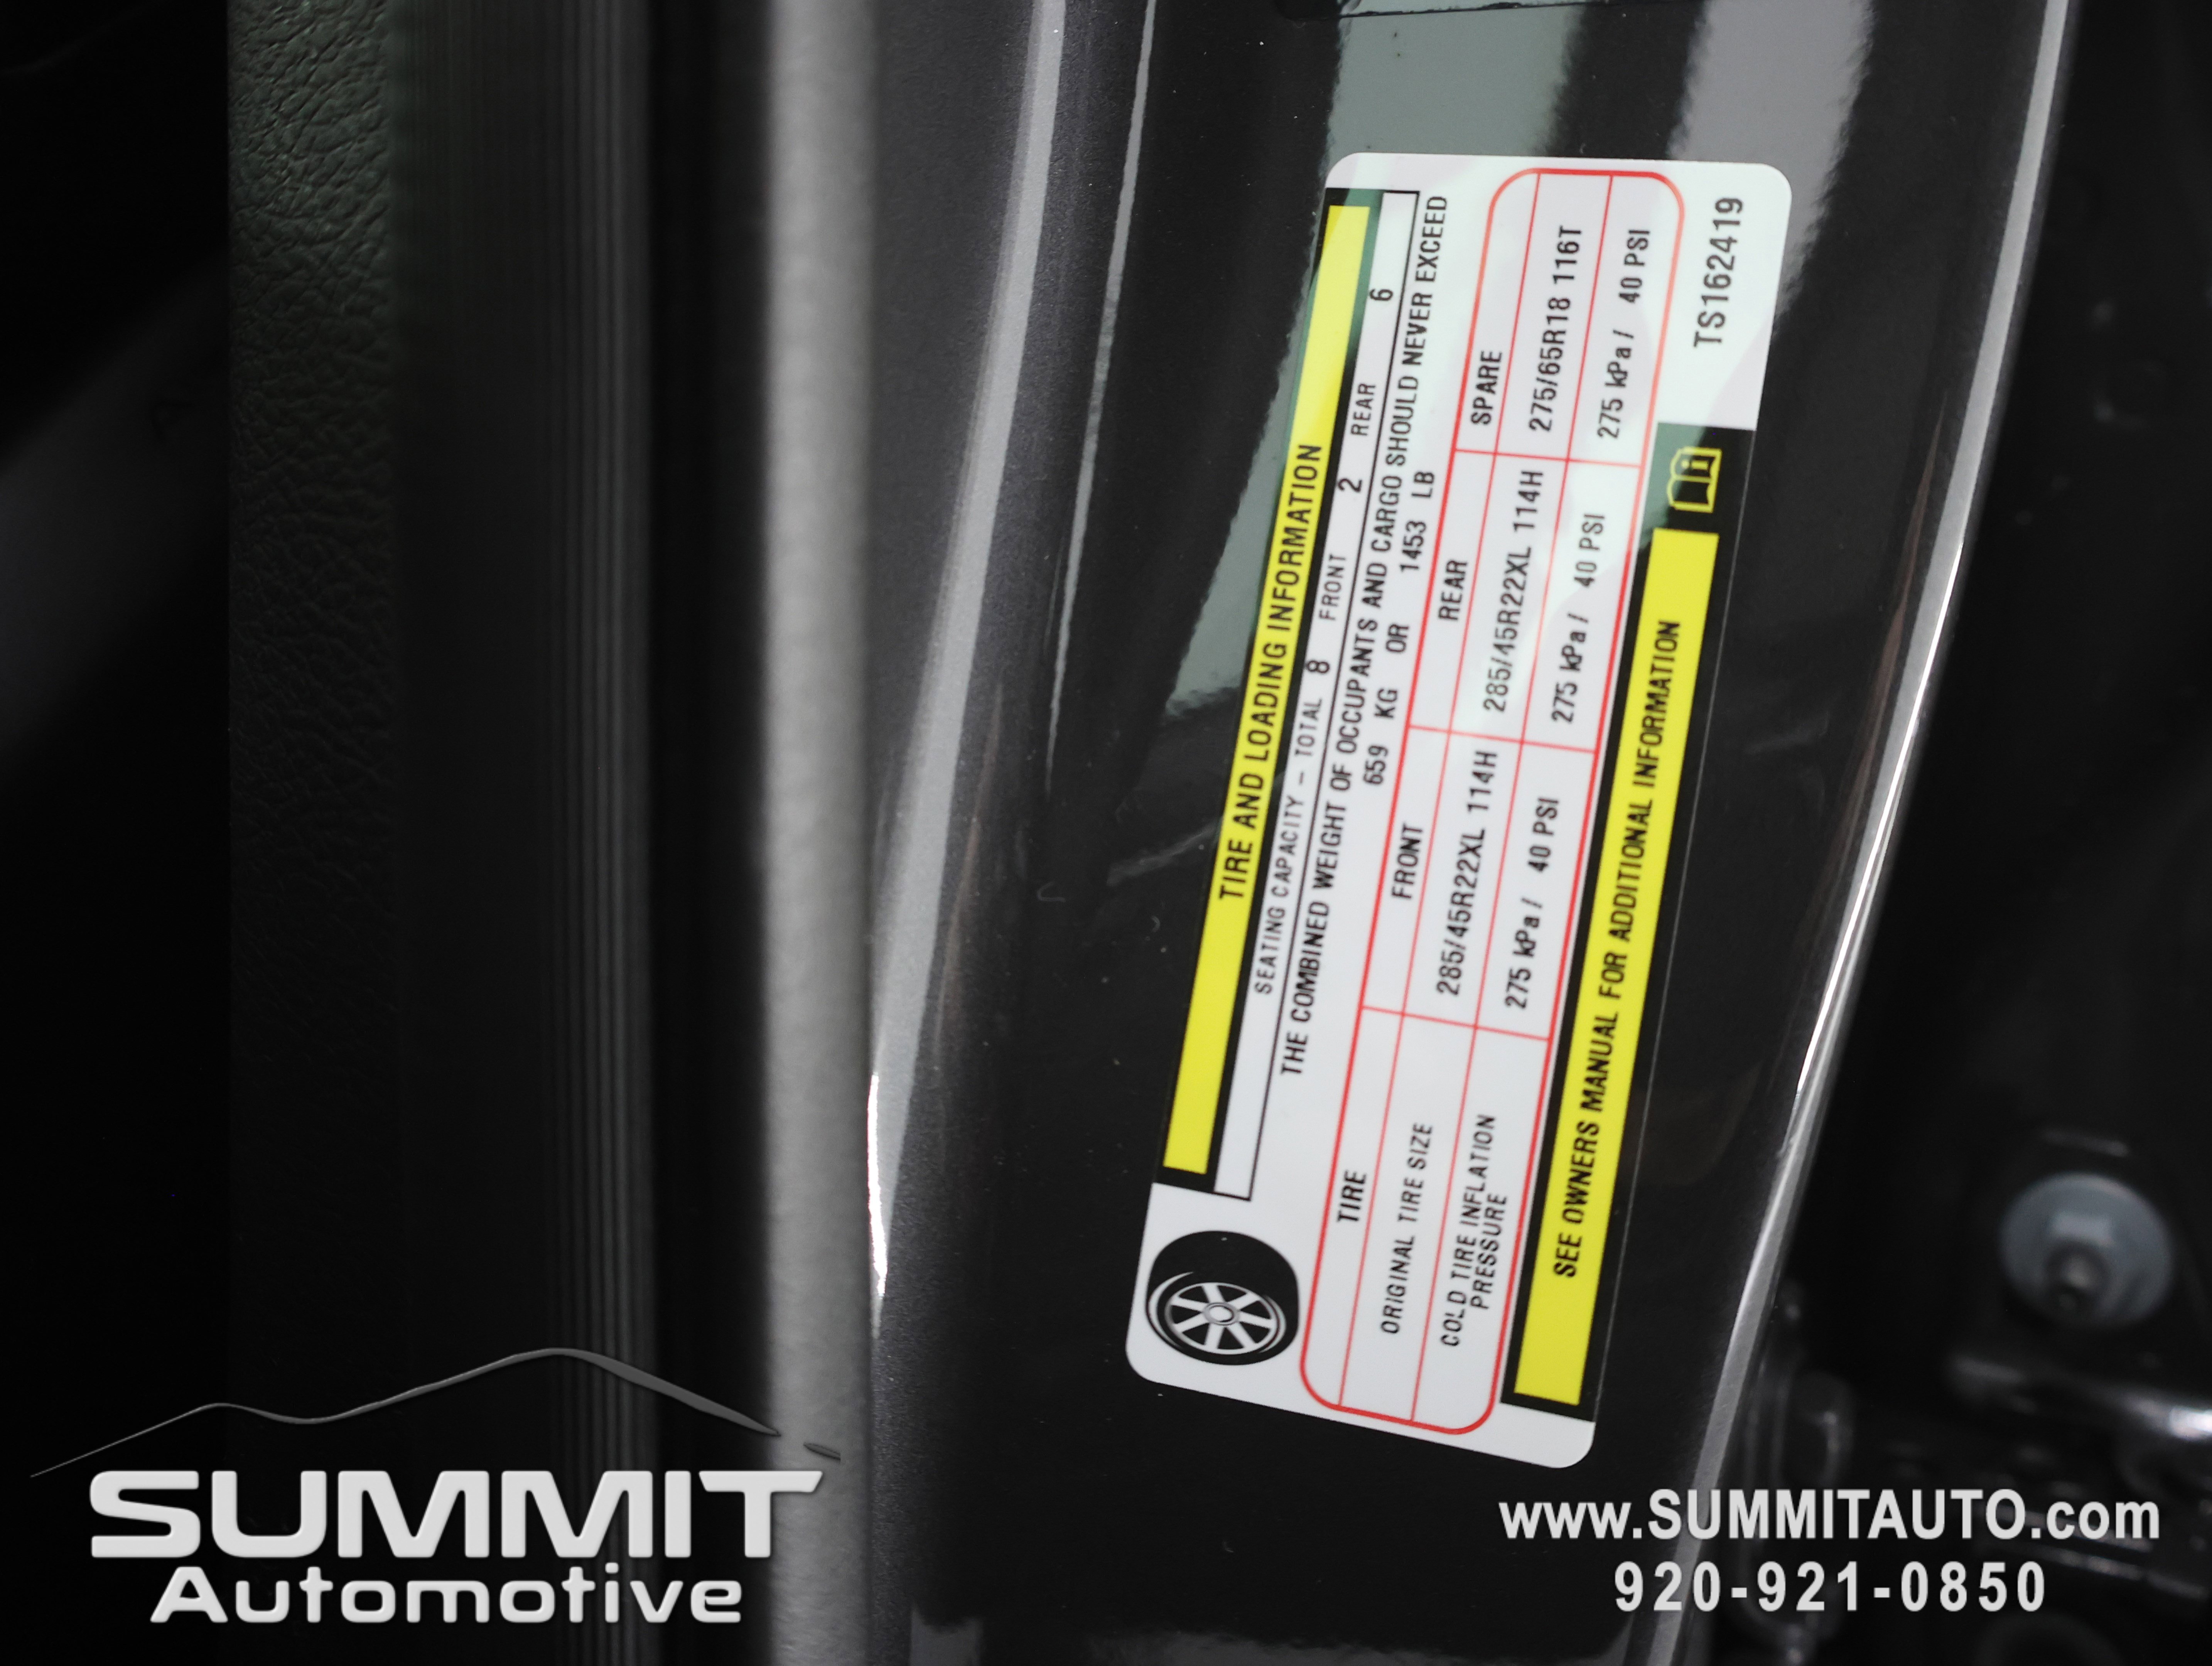 TIRE AND LOADING INFORMATION
SEATING CAPACITY - TOTAL 8 FRONT 2 REAR 6
THE COMBINED WEIGHT OF OCCUPANTS AND CARGO SHOULD NEVER EXCEED
659 KG OR 1453 LB
TIRE FRONT REAR SPARE
ORIGINAL TIRE SIZE 285/45R22XL 114H 285/45R22XL 114H 275/65R18 116T
COLD TIRE INFLATION PRESSURE 275 kPa/ 40 PSI 275 kPa/ 40 PSI 275 kPa/ 40 PSI
SEE OWNERS MANUAL FOR ADDITIONAL INFORMATION
TS162419
SUMMIT
Automotive
www.SUMMITAUTO.com
920-921-0850